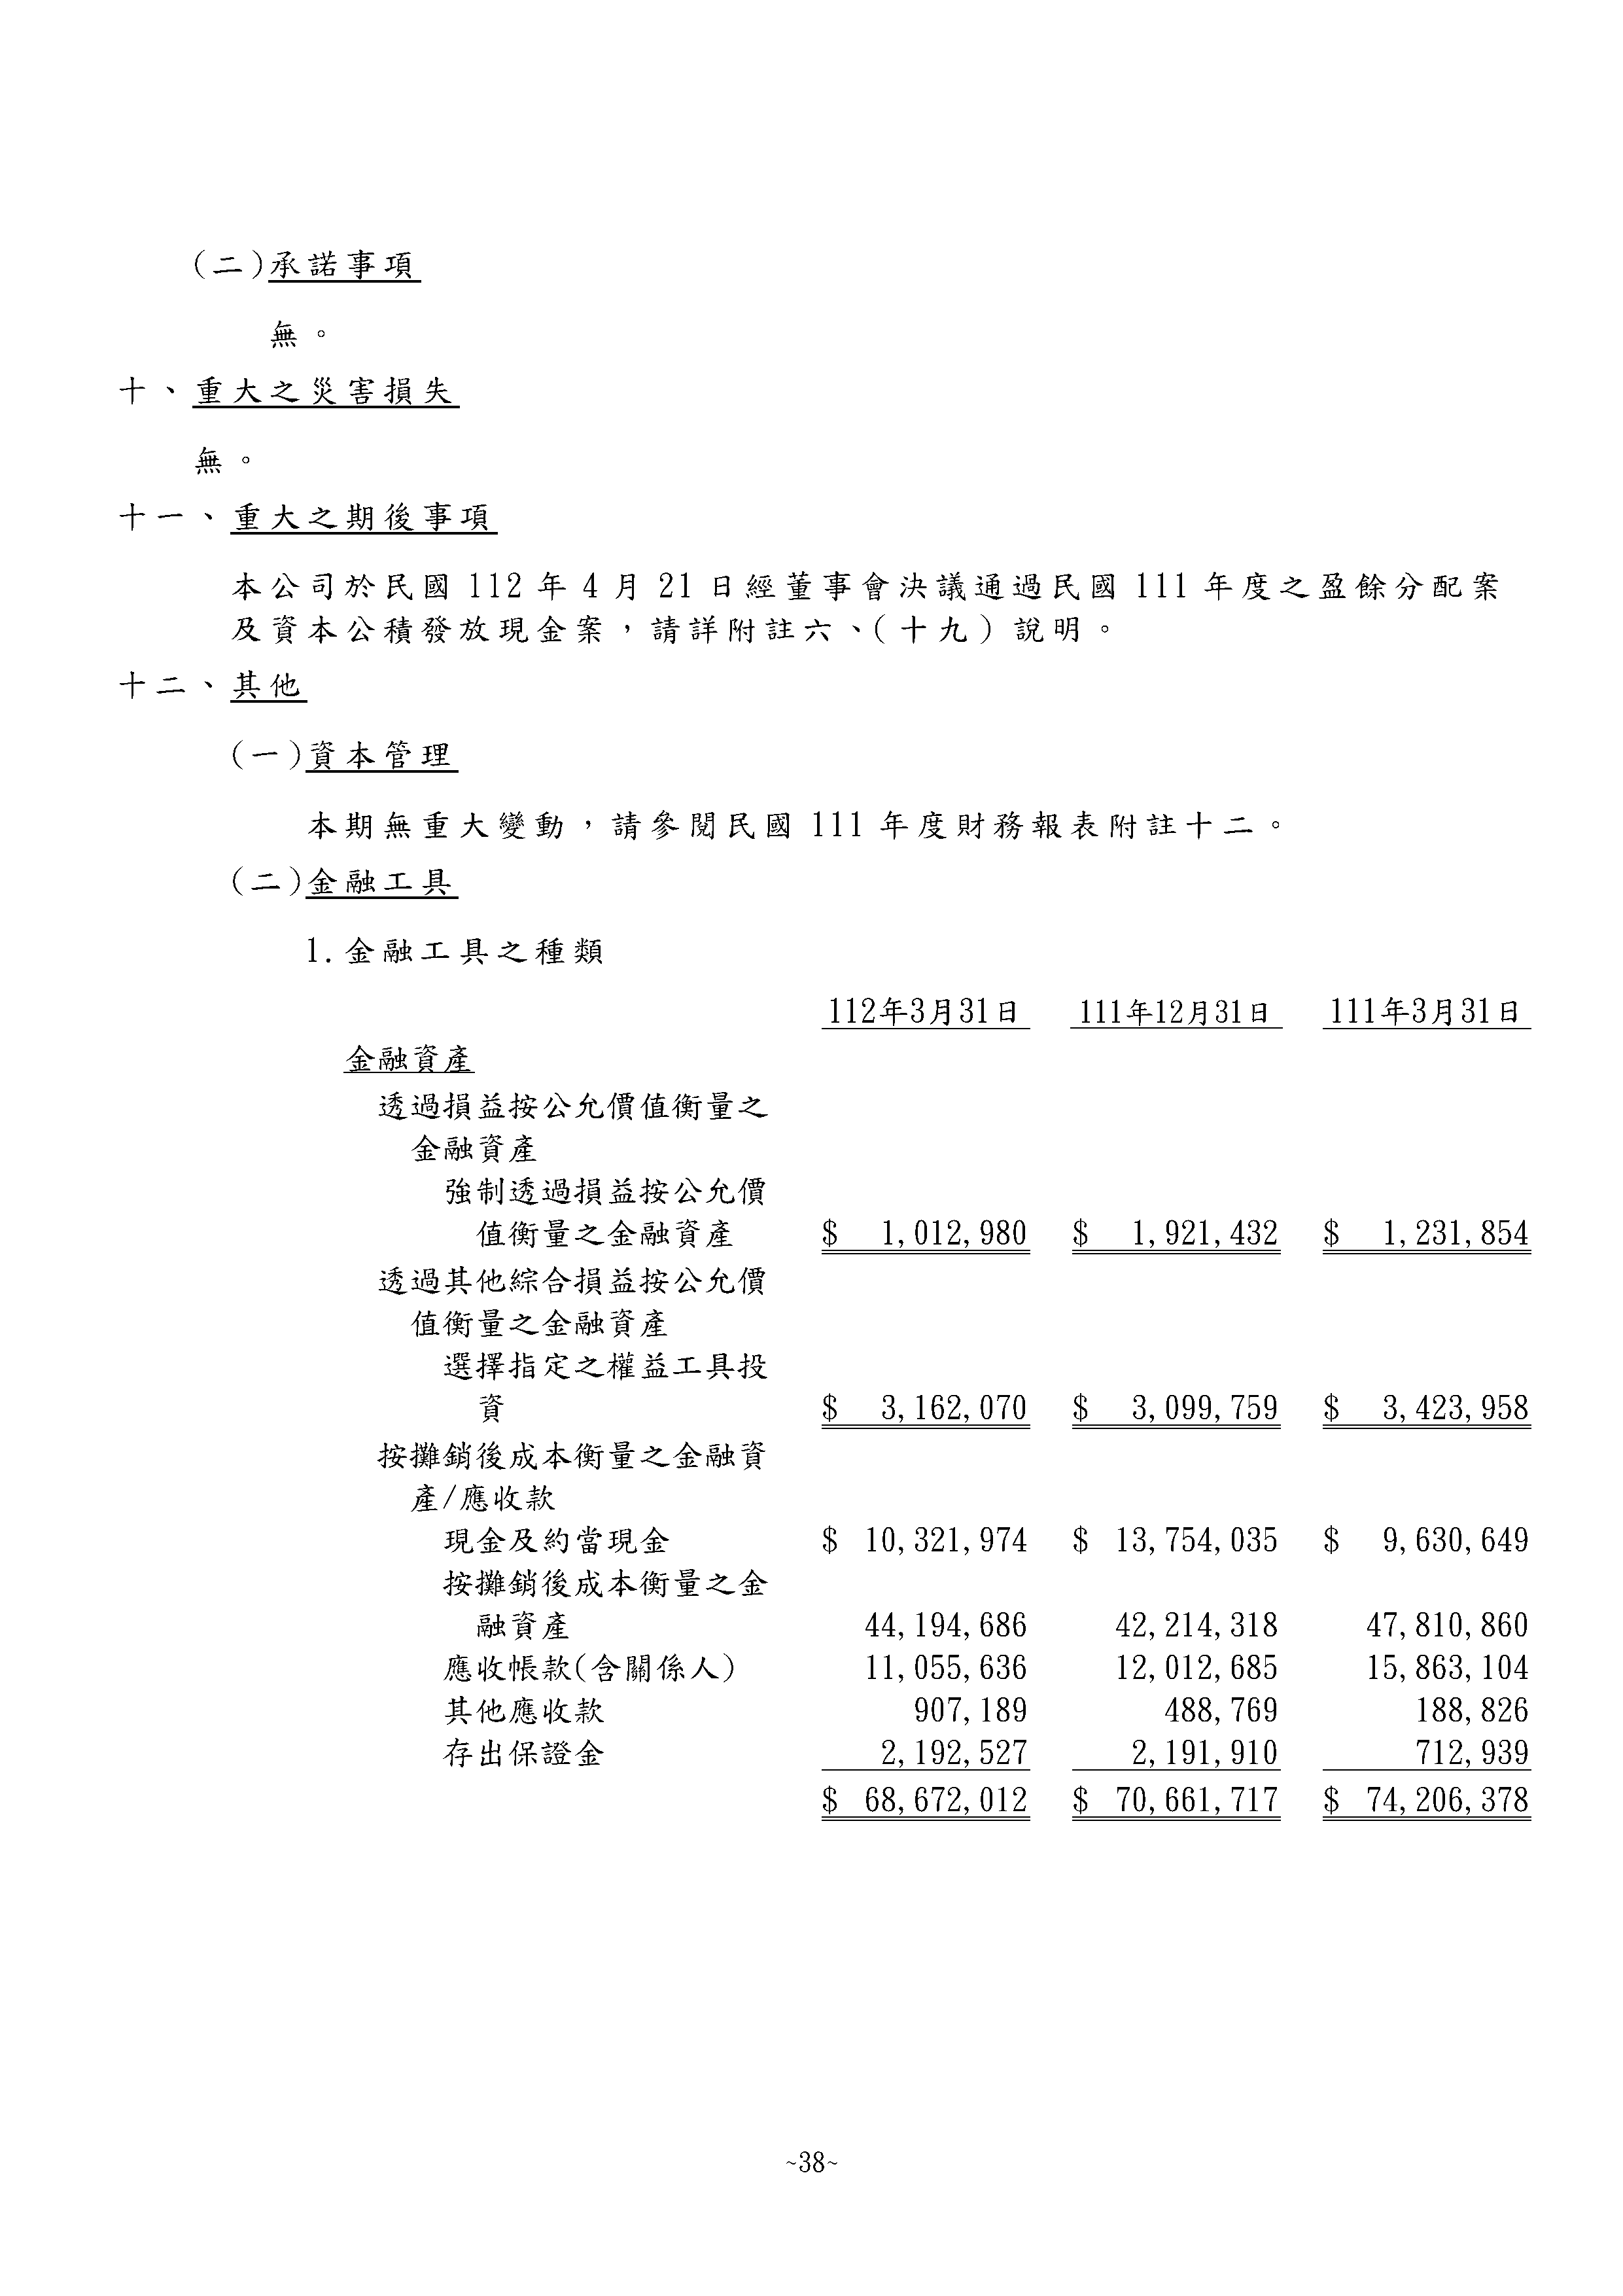 (二)承諾事項
無。
十、重大之災害損失
無。
十一、重大之期後事項
本公司於民國 112 年 4 月 21 日經董事會決議通過民國 111 年度之盈餘分配案
及資本公積發放現金案，請詳附註六、(十九)說明。
十二、其他
(一)資本管理
本期無重大變動，請參閱民國 111 年度財務報表附註十二。
(二)金融工具
1.金融工具之種類
112年3月31日 111年12月31日 111年3月31日
金融資產
透過損益按公允價值衡量之
金融資產
強制透過損益按公允價
值衡量之金融資產 $ 1,012,980 $ 1,921,432 $ 1,231,854
透過其他綜合損益按公允價
值衡量之金融資產
選擇指定之權益工具投
資 $ 3,162,070 $ 3,099,759 $ 3,423,958
按攤銷後成本衡量之金融資
產/應收款
現金及約當現金 $ 10,321,974 $ 13,754,035 $ 9,630,649
按攤銷後成本衡量之金
融資產 44,194,686 42,214,318 47,810,860
應收帳款(含關係人) 11,055,636 12,012,685 15,863,104
其他應收款 907,189 488,769 188,826
存出保證金 2,192,527 2,191,910 712,939
$ 68,672,012 $ 70,661,717 $ 74,206,378
~38~